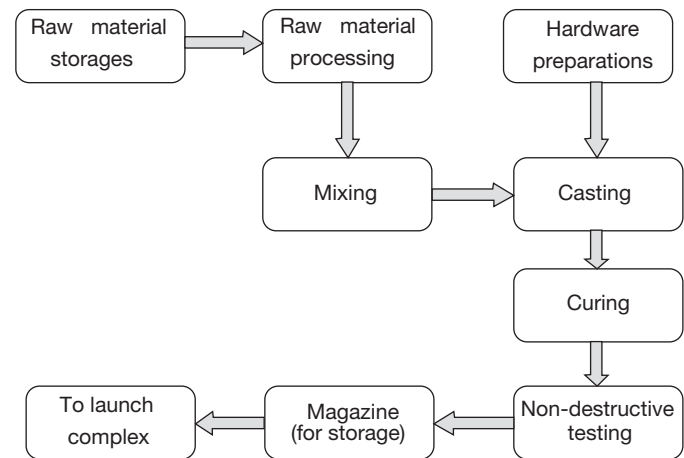 Raw material
storages
Raw material
processing
Hardware
preparations
Mixing
Casting
Curing
To launch
complex
Magazine
(for storage)
Non-destructive
testing